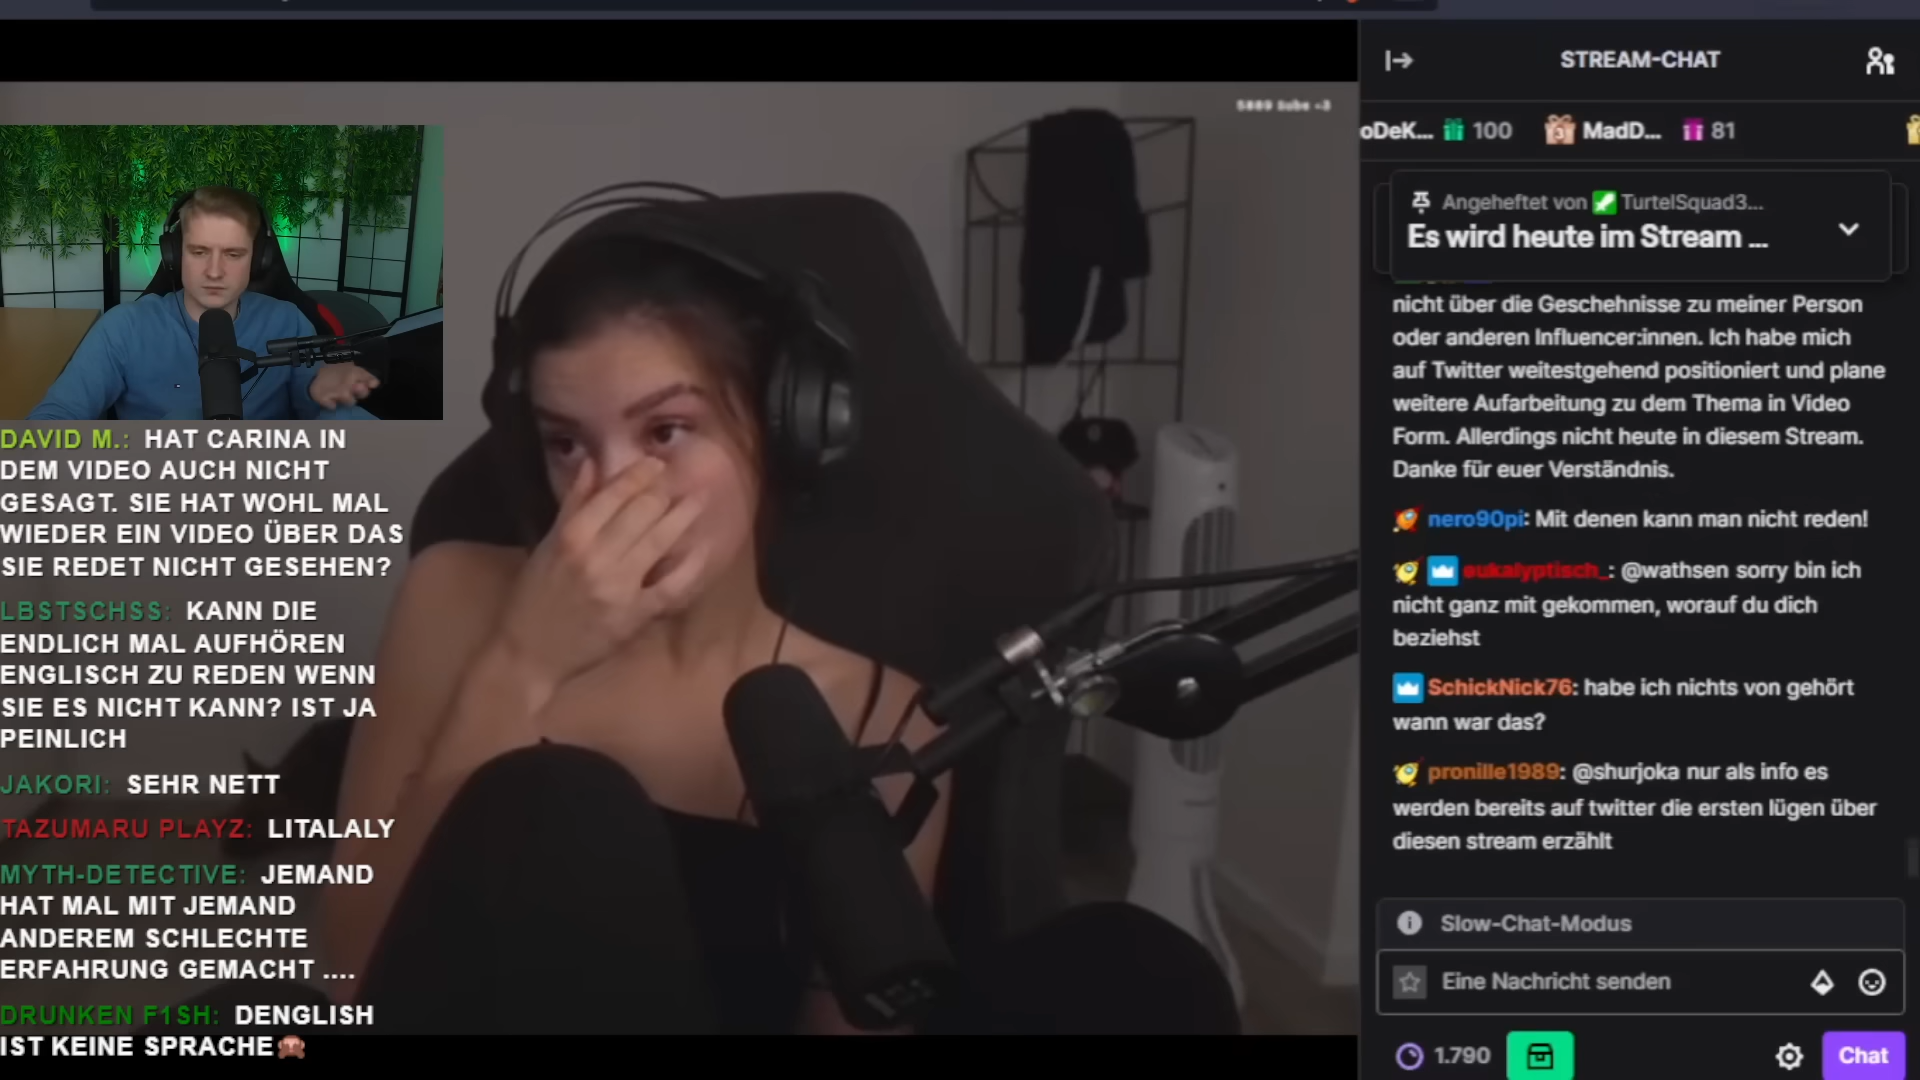 STREAM-CHAT
5889 Subs
oDeK... 100 MadD... 81
Angeheftet von TurtelSquad3...
Es wird heute im Stream ...
nicht über die Geschehnisse zu meiner Person
oder anderen Influencer:innen. Ich habe mich
auf Twitter weitestgehend positioniert und plane
weitere Aufarbeitung zu dem Thema in Video
Form. Allerdings nicht heute in diesem Stream.
Danke für euer Verständnis.
nero90pi: Mit denen kann man nicht reden!
eukalyptisch_: @wathsen sorry bin ich
nicht ganz mit gekommen, worauf du dich
beziehst
SchickNick76: habe ich nichts von gehört
wann war das?
pronille1989: @shurjoka nur als info es
werden bereits auf twitter die ersten lügen über
diesen stream erzählt
Slow-Chat-Modus
Eine Nachricht senden
1.790
Chat
DAVID M.: HAT CARINA IN
DEM VIDEO AUCH NICHT
GESAGT. SIE HAT WOHL MAL
WIEDER EIN VIDEO ÜBER DAS
SIE REDET NICHT GESEHEN?
LBSTSCHSS: KANN DIE
ENDLICH MAL AUFHÖREN
ENGLISCH ZU REDEN WENN
SIE ES NICHT KANN? IST JA
PEINLICH
JAKORI: SEHR NETT
TAZUMARU PLAYZ: LITALALY
MYTH-DETECTIVE: JEMAND
HAT MAL MIT JEMAND
ANDEREM SCHLECHTE
ERFAHRUNG GEMACHT ....
DRUNKEN F1SH: DENGLISH
IST KEINE SPRACHE